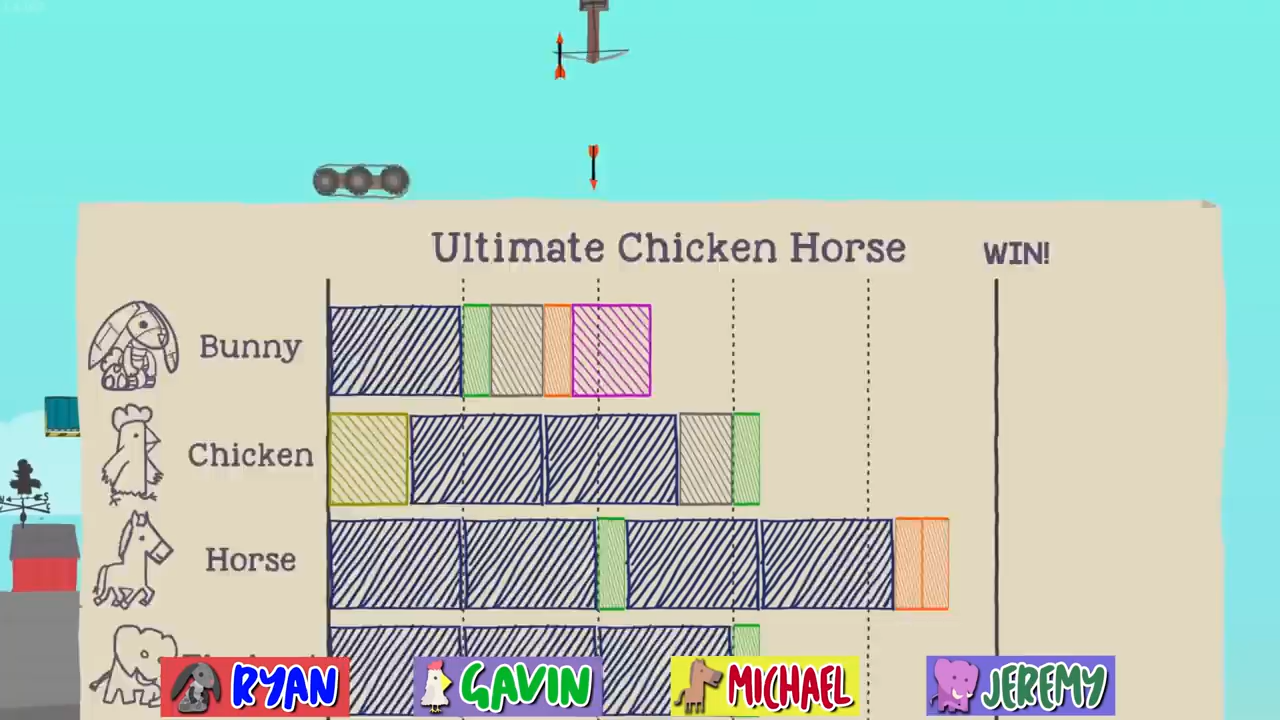 Ultimate Chicken Horse
WIN!
Bunny
Chicken
Horse
RYAN
GAVIN
MICHAEL
JEREMY